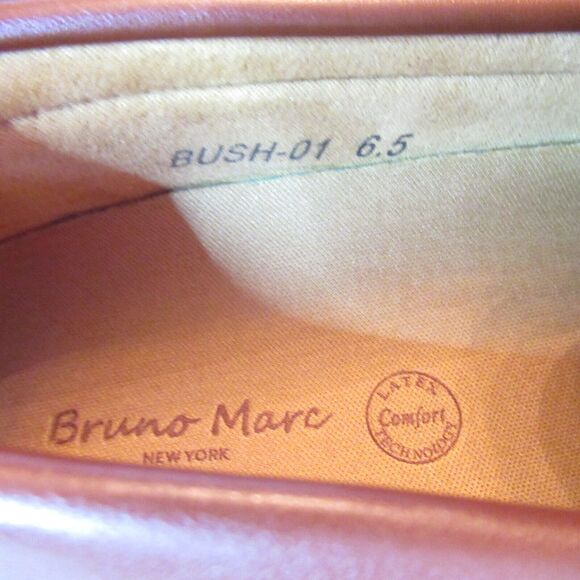 BUSH-01 6.5
Bruno Marc
NEW YORK
LATEX
Comfort
TECHNOLOGY